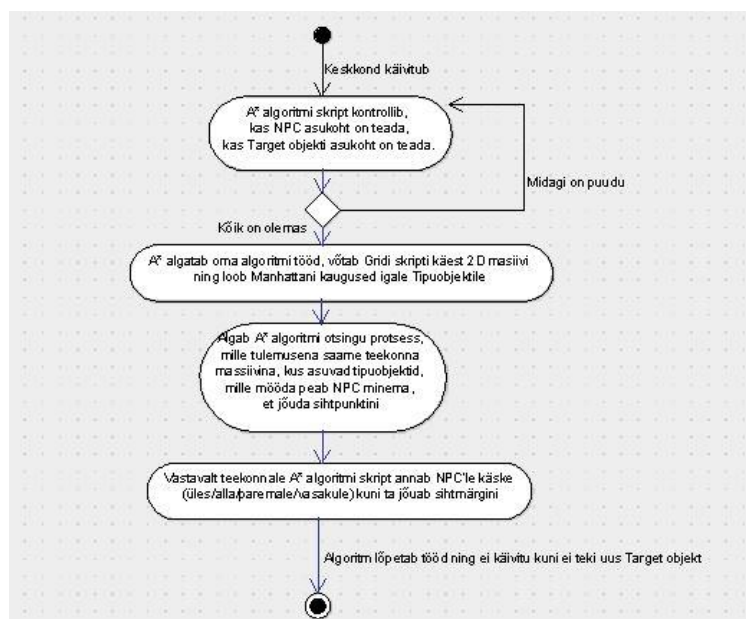 Keskkond käivitub
A* algoritmi skript kontrollib,
kas NPC asukoht on teada,
kas Target objekti asukoht on teada.
Midagi on puudu
Kõik on olemas
A* algatab oma algoritmi tööd, võtab Gridi skripti käest 2D masiivi
ning loob Manhattani kaugused igale Tipuobjektile
Algab A* algoritmi otsingu protsess,
mille tulemusena saame teekonna
massiivina, kus asuvad tipuobjektid,
mille mööda peab NPC minema,
et jõuda sihtpunktini
Vastavalt teekonnale A* algoritmi skript annab NPC'le käske
(üles/alla/paremale/vasakule) kuni ta jõuab sihtmärgini
Algoritm lõpetab tööd ning ei käivitu kuni ei teki uus Target objekt